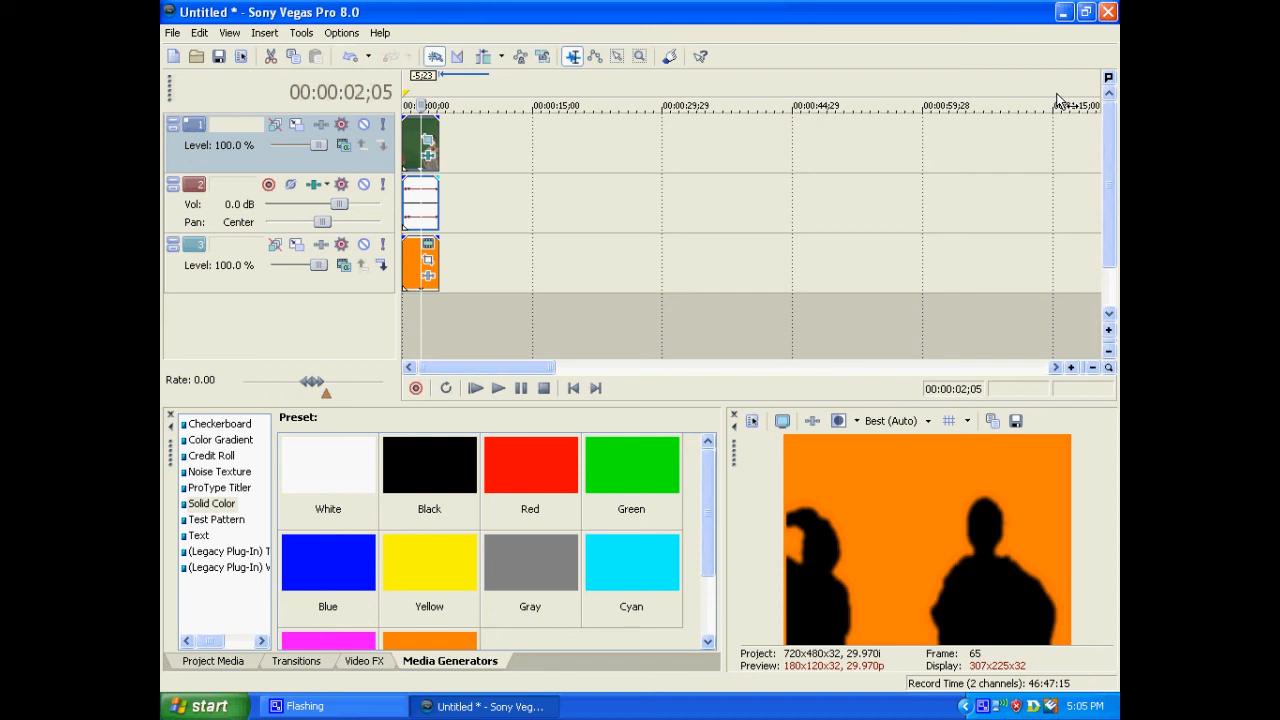 Untitled * - Sony Vegas Pro 8.0
File Edit View Insert Tools Options Help
-5;23
00:00:02;05
00:00:15;00 00:00:29;29 00:00:44;29 00:00:59;28
1
Level: 100.0 %
2
Vol: 0.0 dB
Pan: Center
3
Level: 100.0 %
Rate: 0.00
00:00:02;05
Checkerboard
Color Gradient
Credit Roll
Noise Texture
ProType Titler
Solid Color
Test Pattern
Text
(Legacy Plug-In) T
(Legacy Plug-In) V
Preset:
White Black Red Green
Blue Yellow Gray Cyan
Best (Auto)
Project Media Transitions Video FX Media Generators
Project: 720x480x32, 29.970i Frame: 65
Preview: 180x120x32, 29.970p Display: 307x225x32
Record Time (2 channels): 46:47:15
start Flashing Untitled * - Sony Veg... 5:05 PM